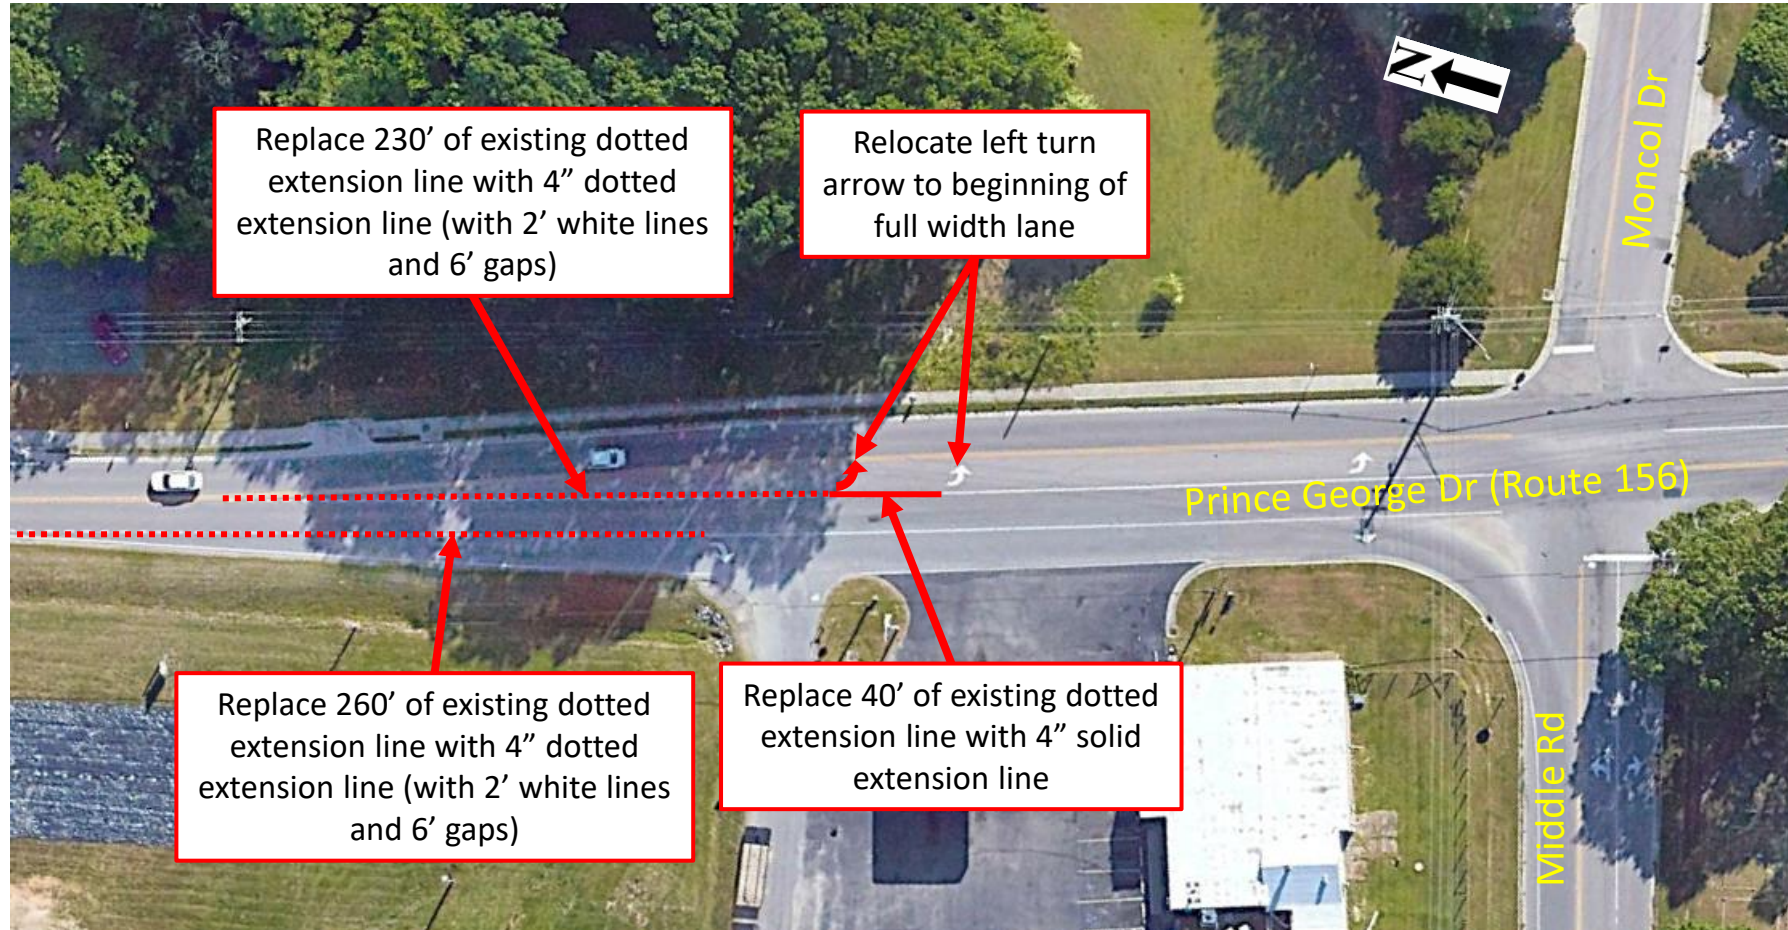 Replace 230’ of existing dotted
extension line with 4” dotted
extension line (with 2’ white lines
and 6’ gaps)
Relocate left turn
arrow to beginning of
full width lane
N
Moncol Dr
Prince George Dr (Route 156)
Replace 260’ of existing dotted
extension line with 4” dotted
extension line (with 2’ white lines
and 6’ gaps)
Replace 40’ of existing dotted
extension line with 4” solid
extension line
Middle Rd